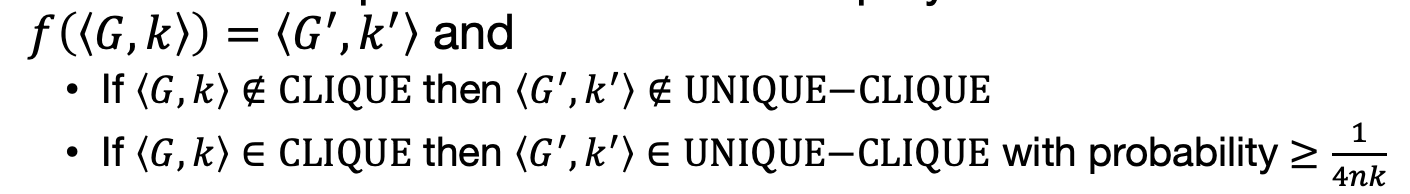 f(⟨G, k⟩) = ⟨G′, k′⟩ and
• If ⟨G, k⟩ ∉ CLIQUE then ⟨G′, k′⟩ ∉ UNIQUE−CLIQUE
• If ⟨G, k⟩ ∈ CLIQUE then ⟨G′, k′⟩ ∈ UNIQUE−CLIQUE with probability ≥ 1/4nk